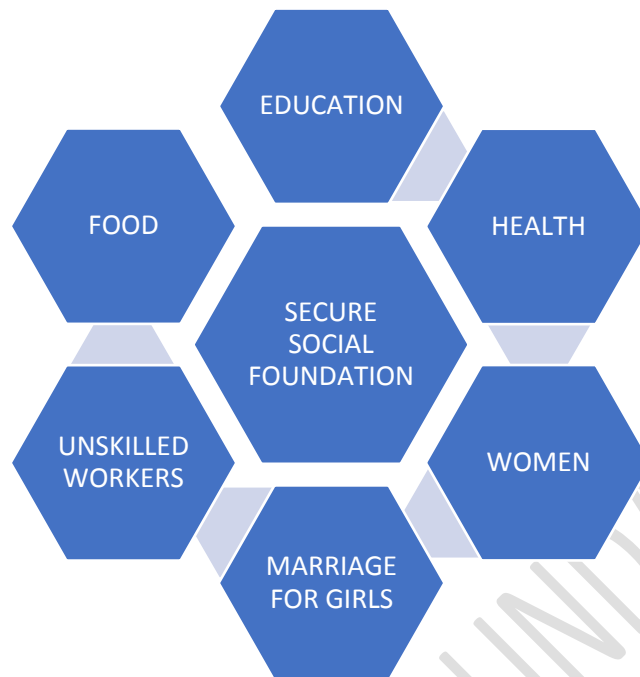 EDUCATION
HEALTH
FOOD
SECURE
SOCIAL
FOUNDATION
WOMEN
UNSKILLED
WORKERS
MARRIAGE
FOR GIRLS